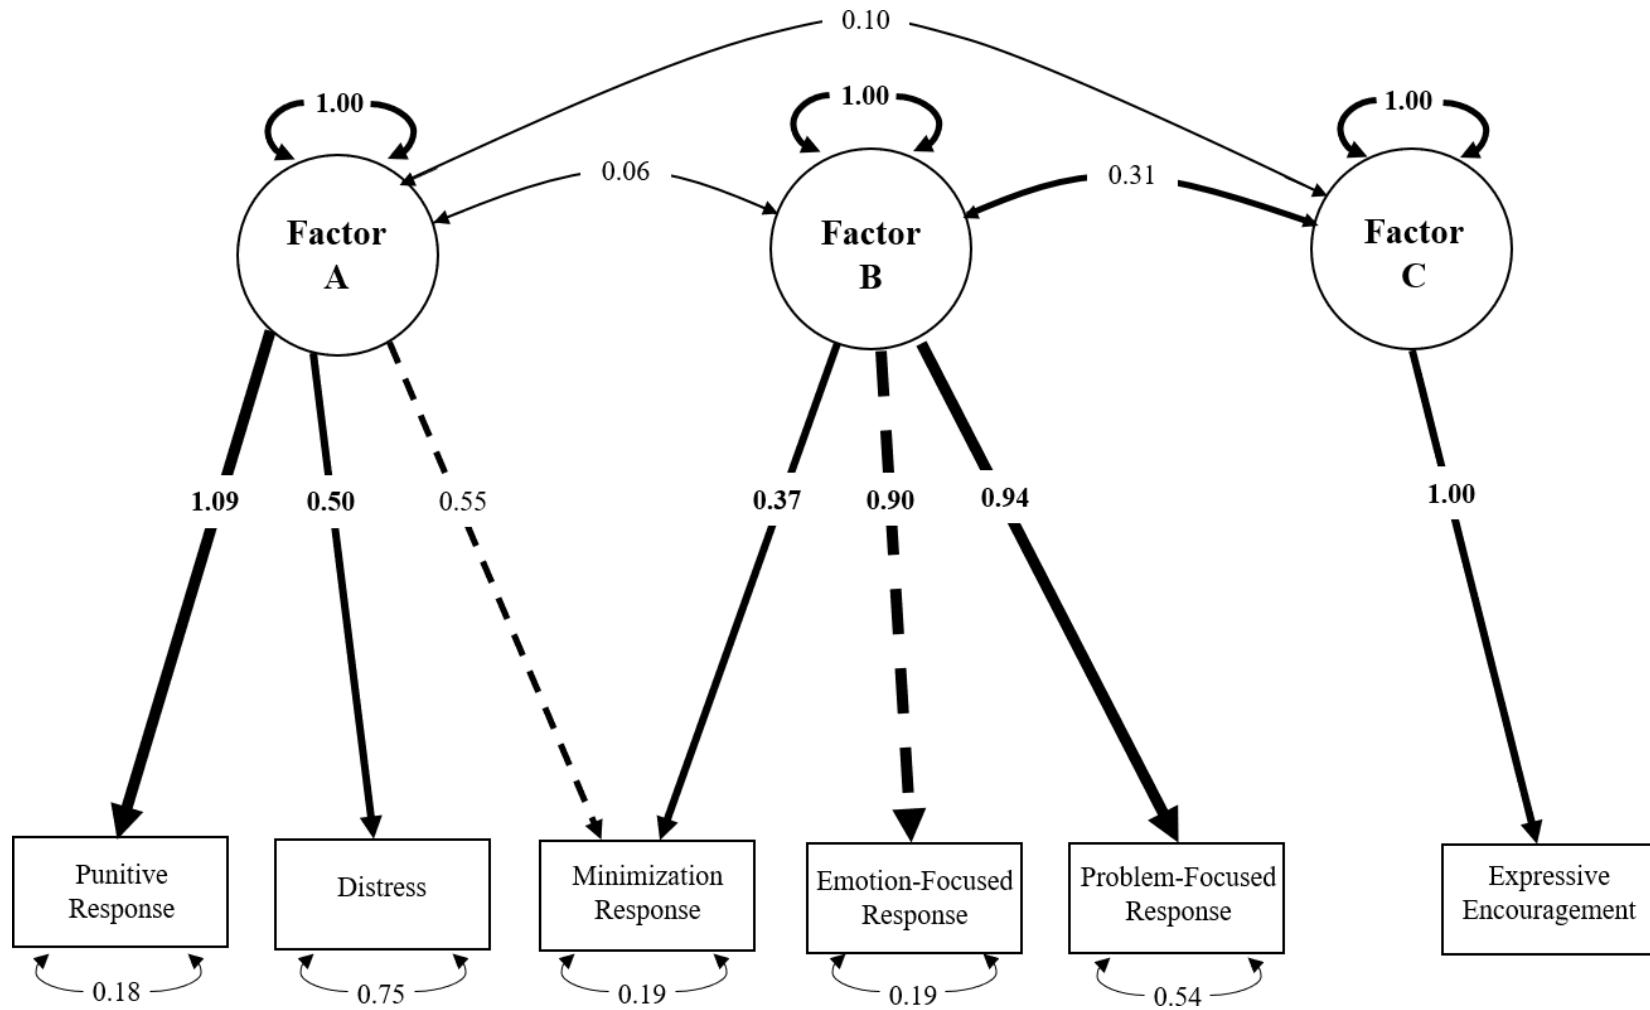 0.10
1.00
1.00
1.00
0.06
0.31
Factor
A
Factor
B
Factor
C
1.09
0.50
0.55
0.37
0.90
0.94
1.00
Punitive
Response
Distress
Minimization
Response
Emotion-Focused
Response
Problem-Focused
Response
Expressive
Encouragement
0.18
0.75
0.19
0.19
0.54